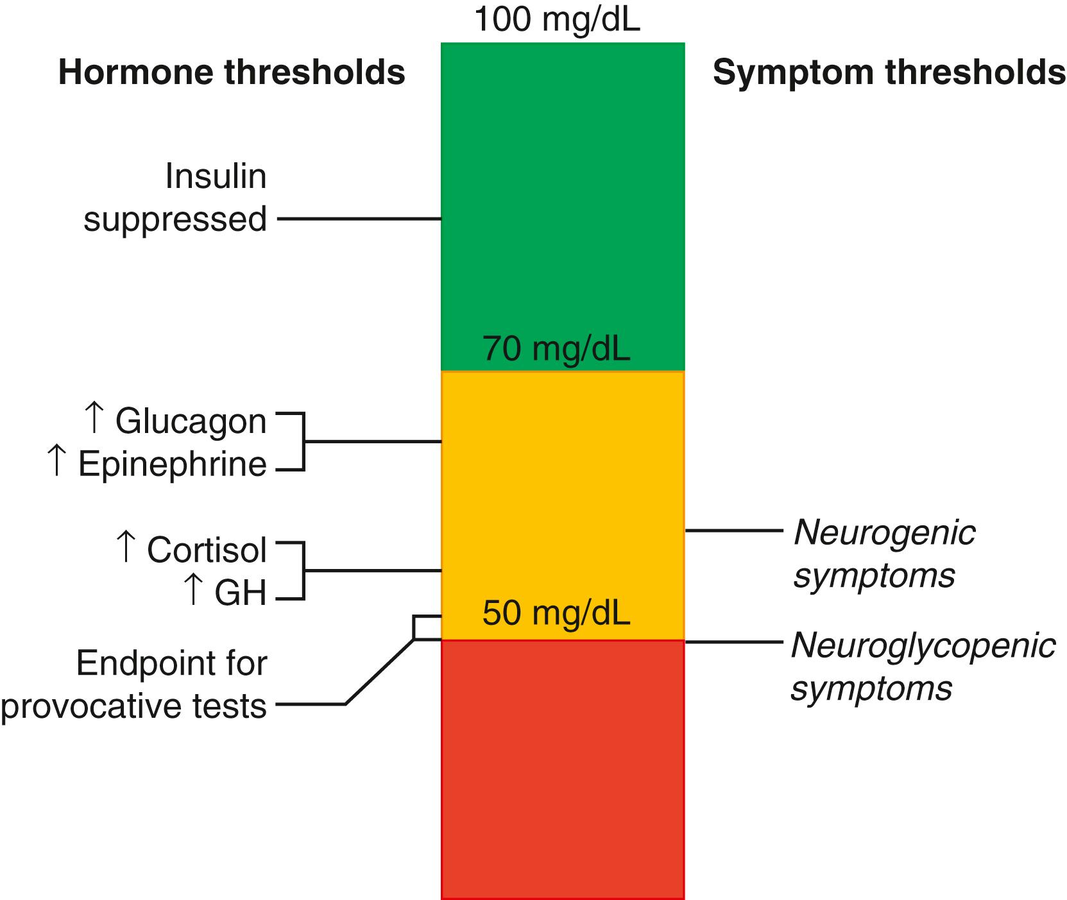 100 mg/dL
Hormone thresholds
Symptom thresholds
Insulin
suppressed
70 mg/dL
↑ Glucagon
↑ Epinephrine
Neurogenic
symptoms
↑ Cortisol
↑ GH
50 mg/dL
Neuroglycopenic
symptoms
Endpoint for
provocative tests